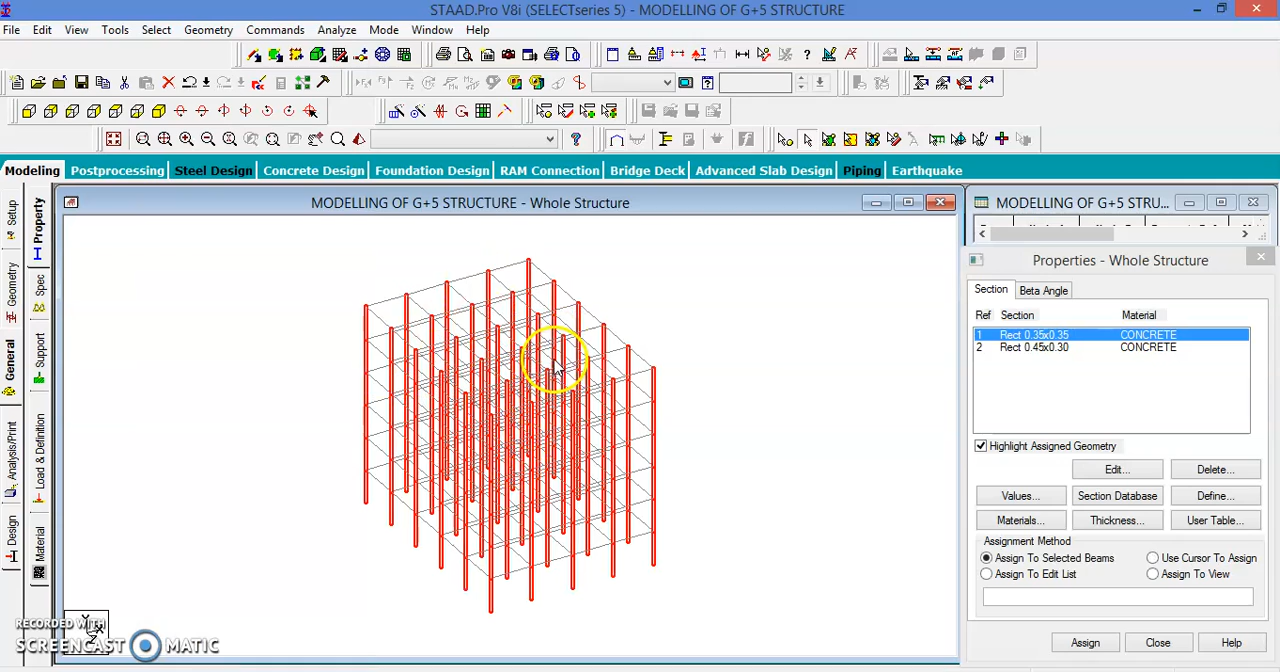 STAAD.Pro V8i (SELECTseries 5) - MODELLING OF G+5 STRUCTURE
File Edit View Tools Select Geometry Commands Analyze Mode Window Help
Modeling Postprocessing Steel Design Concrete Design Foundation Design RAM Connection Bridge Deck Advanced Slab Design Piping Earthquake
Setup
Geometry
General
Analysis/Print
Design
Property
Spec
Support
Load & Definition
Material
MODELLING OF G+5 STRUCTURE - Whole Structure
MODELLING OF G+5 STRU...
Properties - Whole Structure
Section Beta Angle
Ref Section Material
1 Rect 0.35x0.35 CONCRETE
2 Rect 0.45x0.30 CONCRETE
Highlight Assigned Geometry
Edit... Delete...
Values... Section Database Define...
Materials... Thickness... User Table...
Assignment Method
Assign To Selected Beams Use Cursor To Assign
Assign To Edit List Assign To View
Assign Close Help
RECORDED WITH
SCREENCAST MATIC